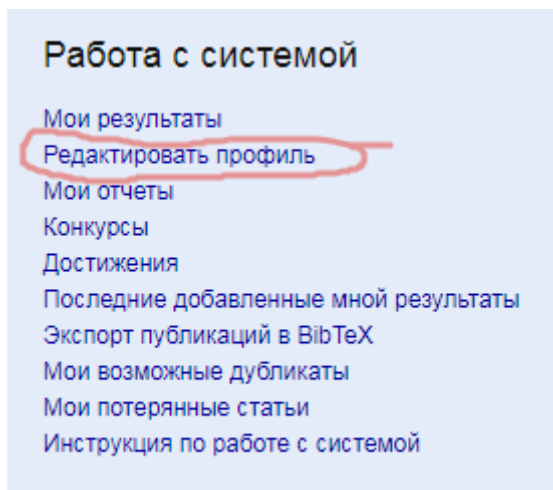 Работа с системой
Мои результаты
Редактировать профиль
Мои отчеты
Конкурсы
Достижения
Последние добавленные мной результаты
Экспорт публикаций в BibTeX
Мои возможные дубликаты
Мои потерянные статьи
Инструкция по работе с системой